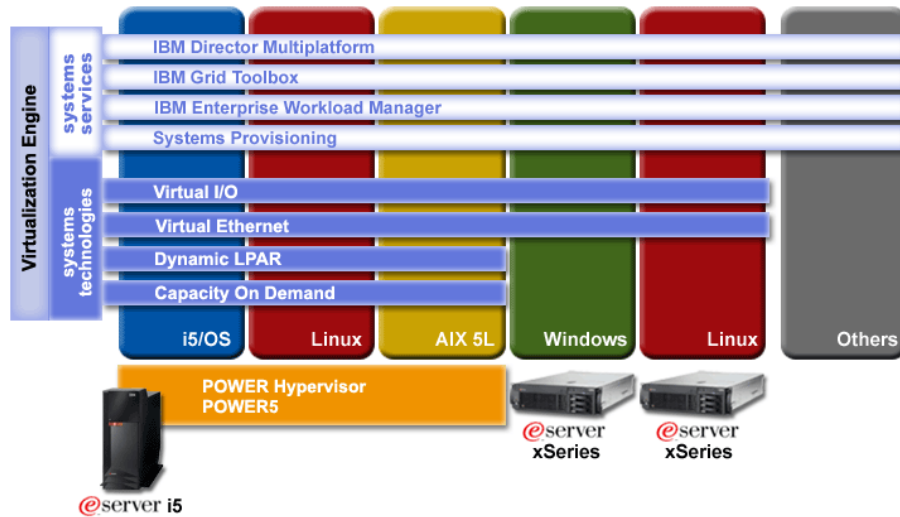 Virtualization Engine
systems
services
IBM Director Multiplatform
IBM Grid Toolbox
IBM Enterprise Workload Manager
Systems Provisioning
systems
technologies
Virtual I/O
Virtual Ethernet
Dynamic LPAR
Capacity On Demand
i5/OS
Linux
AIX 5L
Windows
Linux
Others
POWER Hypervisor
POWER5
eserver
xSeries
eserver
xSeries
eserver i5